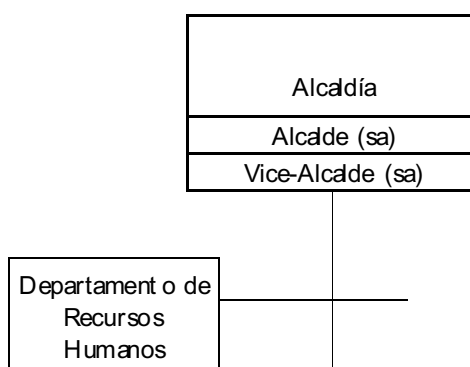 Alcaldía
Alcalde (sa)
Vice-Alcalde (sa)
Departament o de
Recursos
Humanos